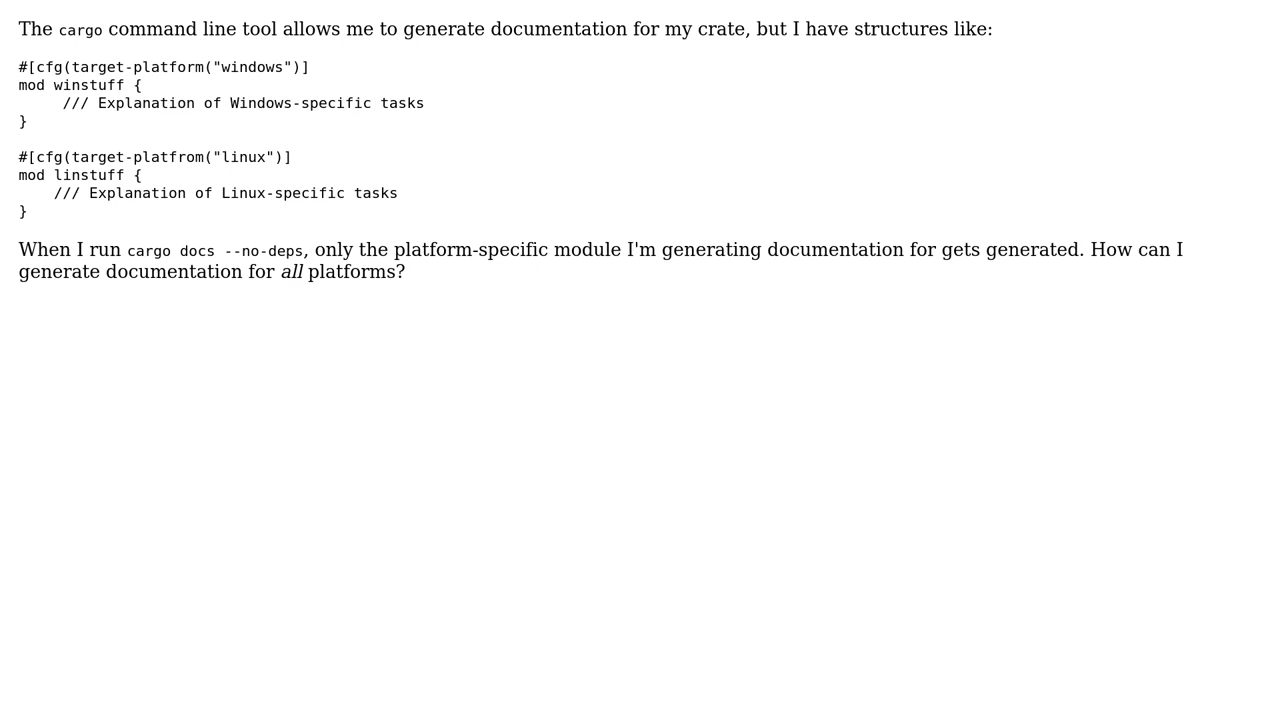 The cargo command line tool allows me to generate documentation for my crate, but I have structures like:
#[cfg(target-platform("windows")]
mod winstuff {
     /// Explanation of Windows-specific tasks
}
#[cfg(target-platfrom("linux")]
mod linstuff {
    /// Explanation of Linux-specific tasks
}
When I run cargo docs --no-deps, only the platform-specific module I'm generating documentation for gets generated. How can I
generate documentation for all platforms?